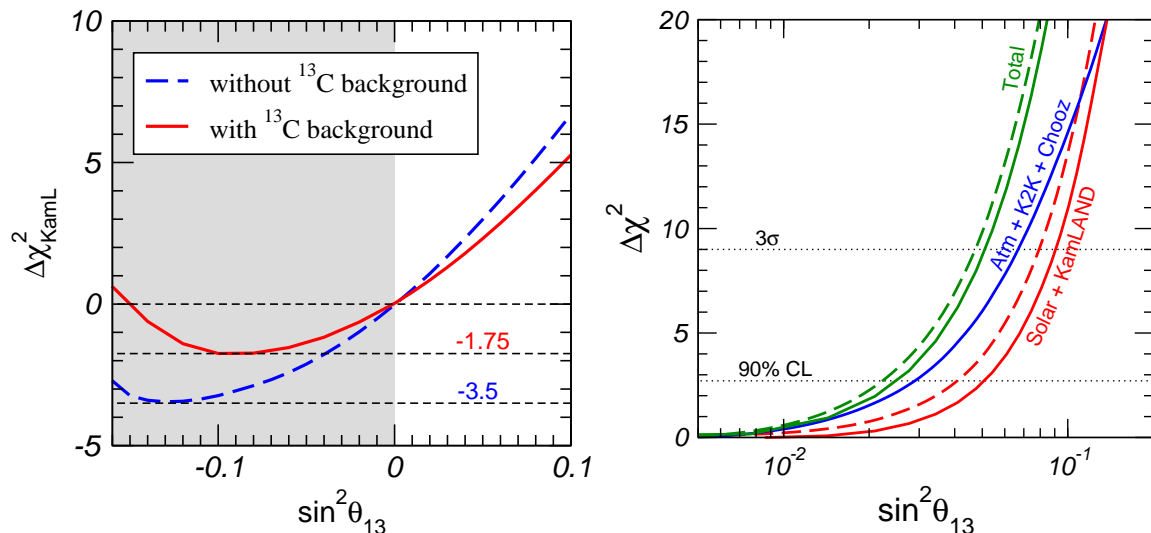 10
5
0
-5
Δχ²KamL
without ¹³C background
with ¹³C background
-1.75
-3.5
-0.1
0
0.1
sin²θ₁₃
20
15
10
5
0
Δχ²
Total
Atm + K2K + Chooz
Solar + KamLAND
3σ
90% CL
10⁻²
10⁻¹
sin²θ₁₃